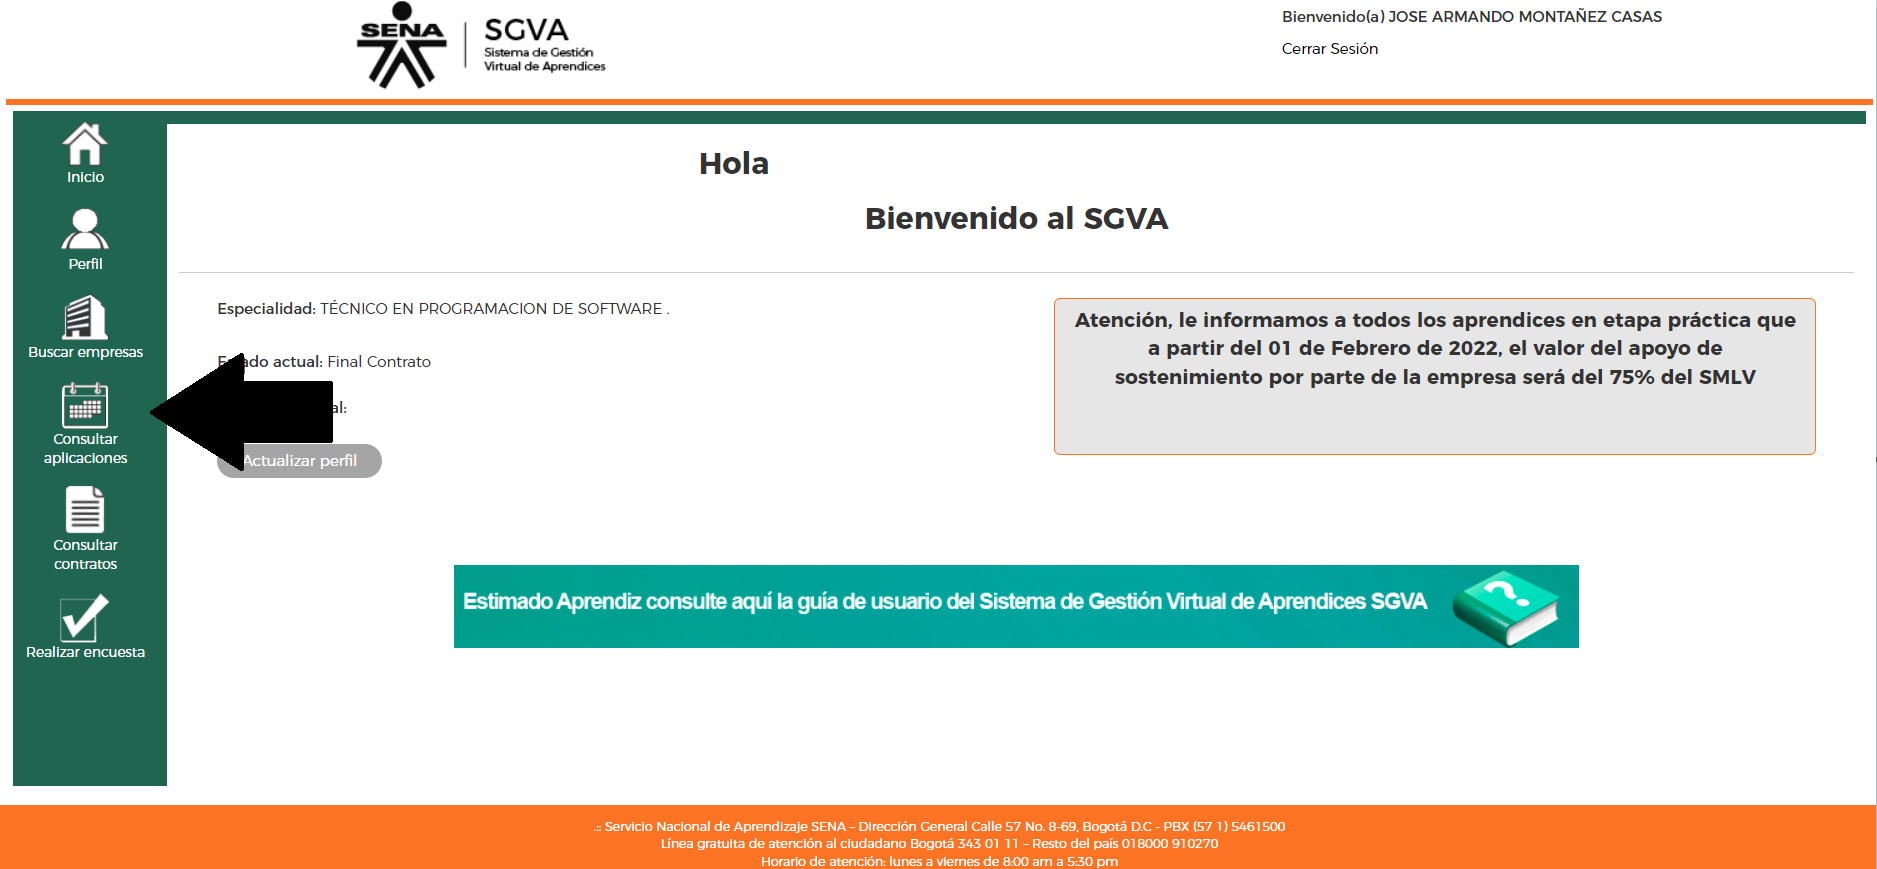 SENA
SGVA
Sistema de Gestión
Virtual de Aprendices
Bienvenido(a) JOSE ARMANDO MONTAÑEZ CASAS
Cerrar Sesión
Inicio
Perfil
Buscar empresas
Consultar
aplicaciones
Consultar
contratos
Realizar encuesta
Hola
Bienvenido al SGVA
Especialidad: TÉCNICO EN PROGRAMACION DE SOFTWARE .
actual: Final Contrato
Actualizar perfil
Atención, le informamos a todos los aprendices en etapa práctica que
a partir del 01 de Febrero de 2022, el valor del apoyo de
sostenimiento por parte de la empresa será del 75% del SMLV
Estimado Aprendiz consulte aquí la guía de usuario del Sistema de Gestión Virtual de Aprendices SGVA
.:: Servicio Nacional de Aprendizaje SENA – Dirección General Calle 57 No. 8-69, Bogotá D.C - PBX (57 1) 5461500
Línea gratuita de atención al ciudadano Bogotá 343 01 11 – Resto del país 018000 910270
Horario de atención: lunes a viernes de 8:00 am a 5:30 pm